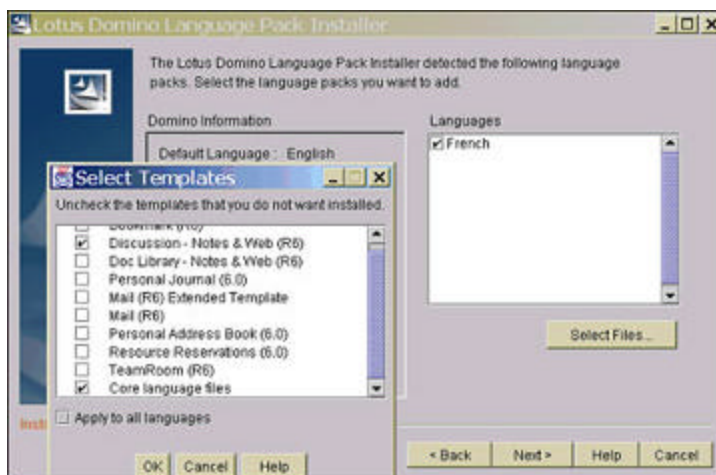 Lotus Domino Language Pack Installer
The Lotus Domino Language Pack Installer detected the following language
packs. Select the language packs you want to add.
Domino Information
Default Language : English
Languages
French
Select Templates
Uncheck the templates that you do not want installed.
Bookmark (R6)
Discussion - Notes & Web (R6)
Doc Library - Notes & Web (R6)
Personal Journal (6.0)
Mail (R6) Extended Template
Mail (R6)
Personal Address Book (6.0)
Resource Reservations (6.0)
TeamRoom (R6)
Core language files
Apply to all languages
OK Cancel Help
Select Files...
< Back Next > Help Cancel